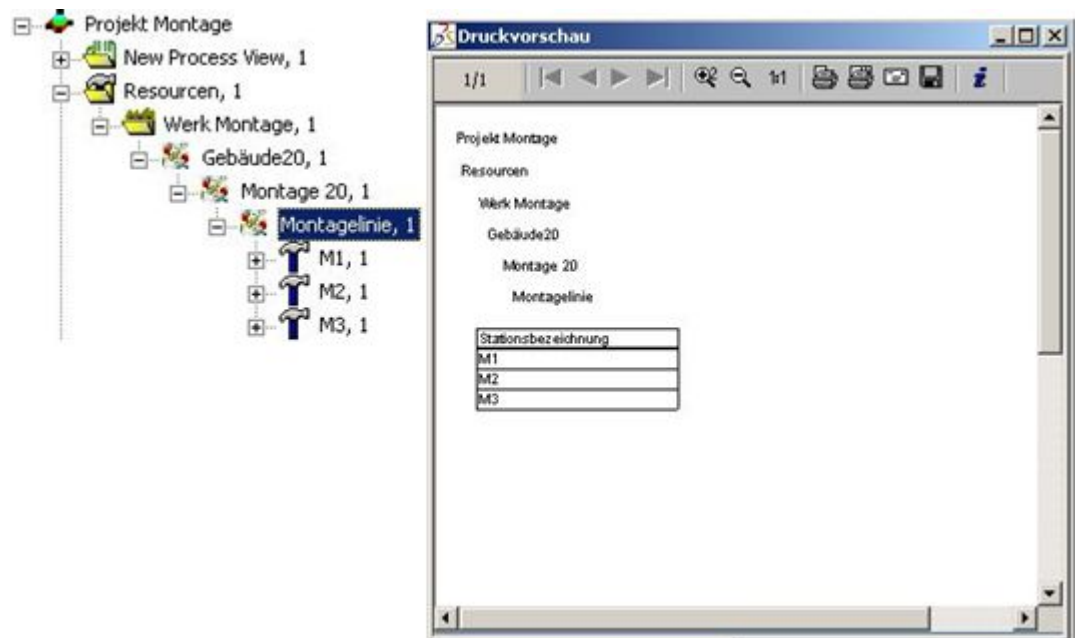 Projekt Montage
New Process View, 1
Resourcen, 1
Werk Montage, 1
Gebäude20, 1
Montage 20, 1
Montagelinie, 1
M1, 1
M2, 1
M3, 1
Druckvorschau
1/1
1:1
i
Projekt Montage
Resourcen
Werk Montage
Gebäude20
Montage 20
Montagelinie
Stationsbezeichnung
M1
M2
M3